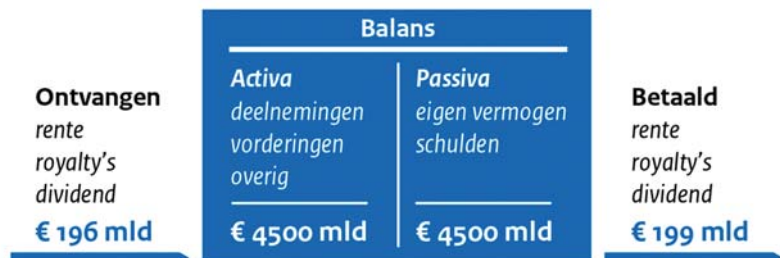 Balans
Ontvangen
rente
royalty's
dividend
€ 196 mld
Activa
deelnemingen
vorderingen
overig
€ 4500 mld
Passiva
eigen vermogen
schulden
€ 4500 mld
Betaald
rente
royalty's
dividend
€ 199 mld